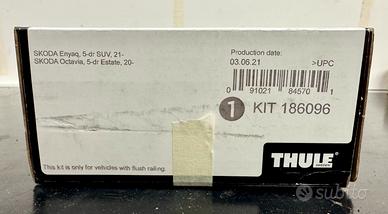 SKODA Enyaq, 5-dr SUV, 21-
SKODA Octavia, 5-dr Estate, 20-
Production date:
03.06.21
>UPC
0 91021 84570 1
1 KIT 186096
This kit is only for vehicles with flush railing.
THULE
subito